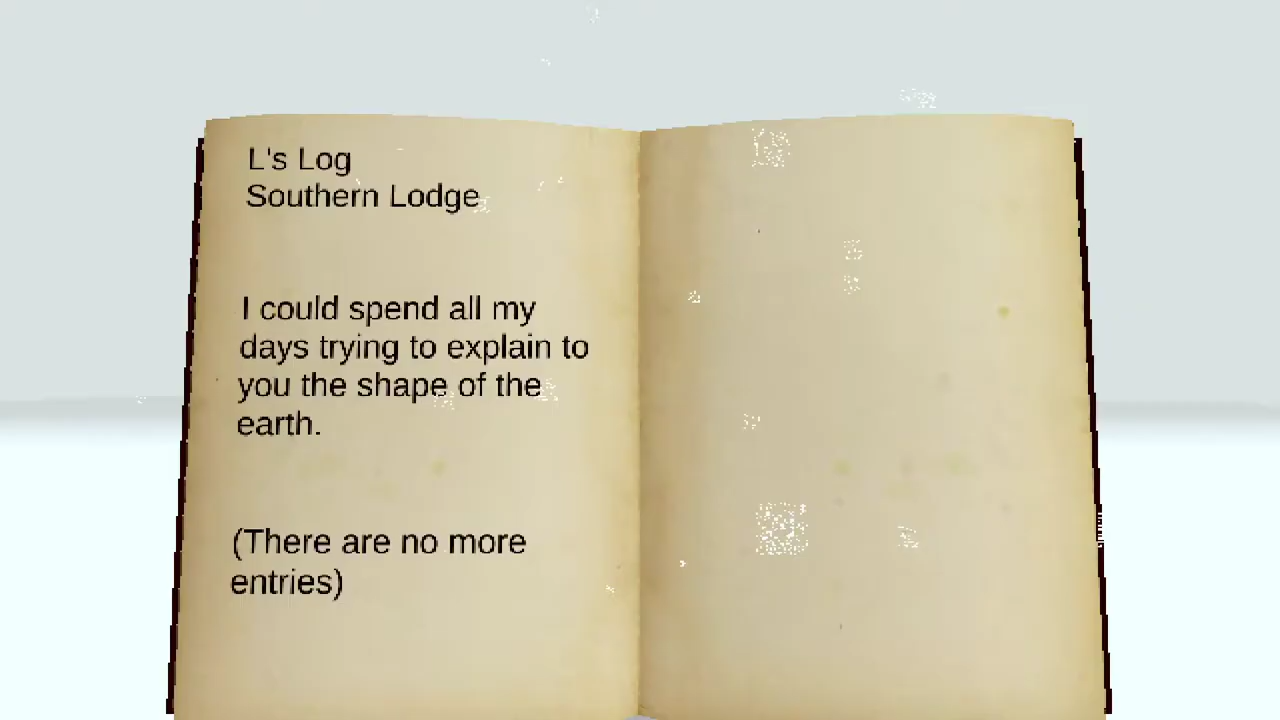 L's Log
Southern Lodge
I could spend all my
days trying to explain to
you the shape of the
earth.
(There are no more
entries)